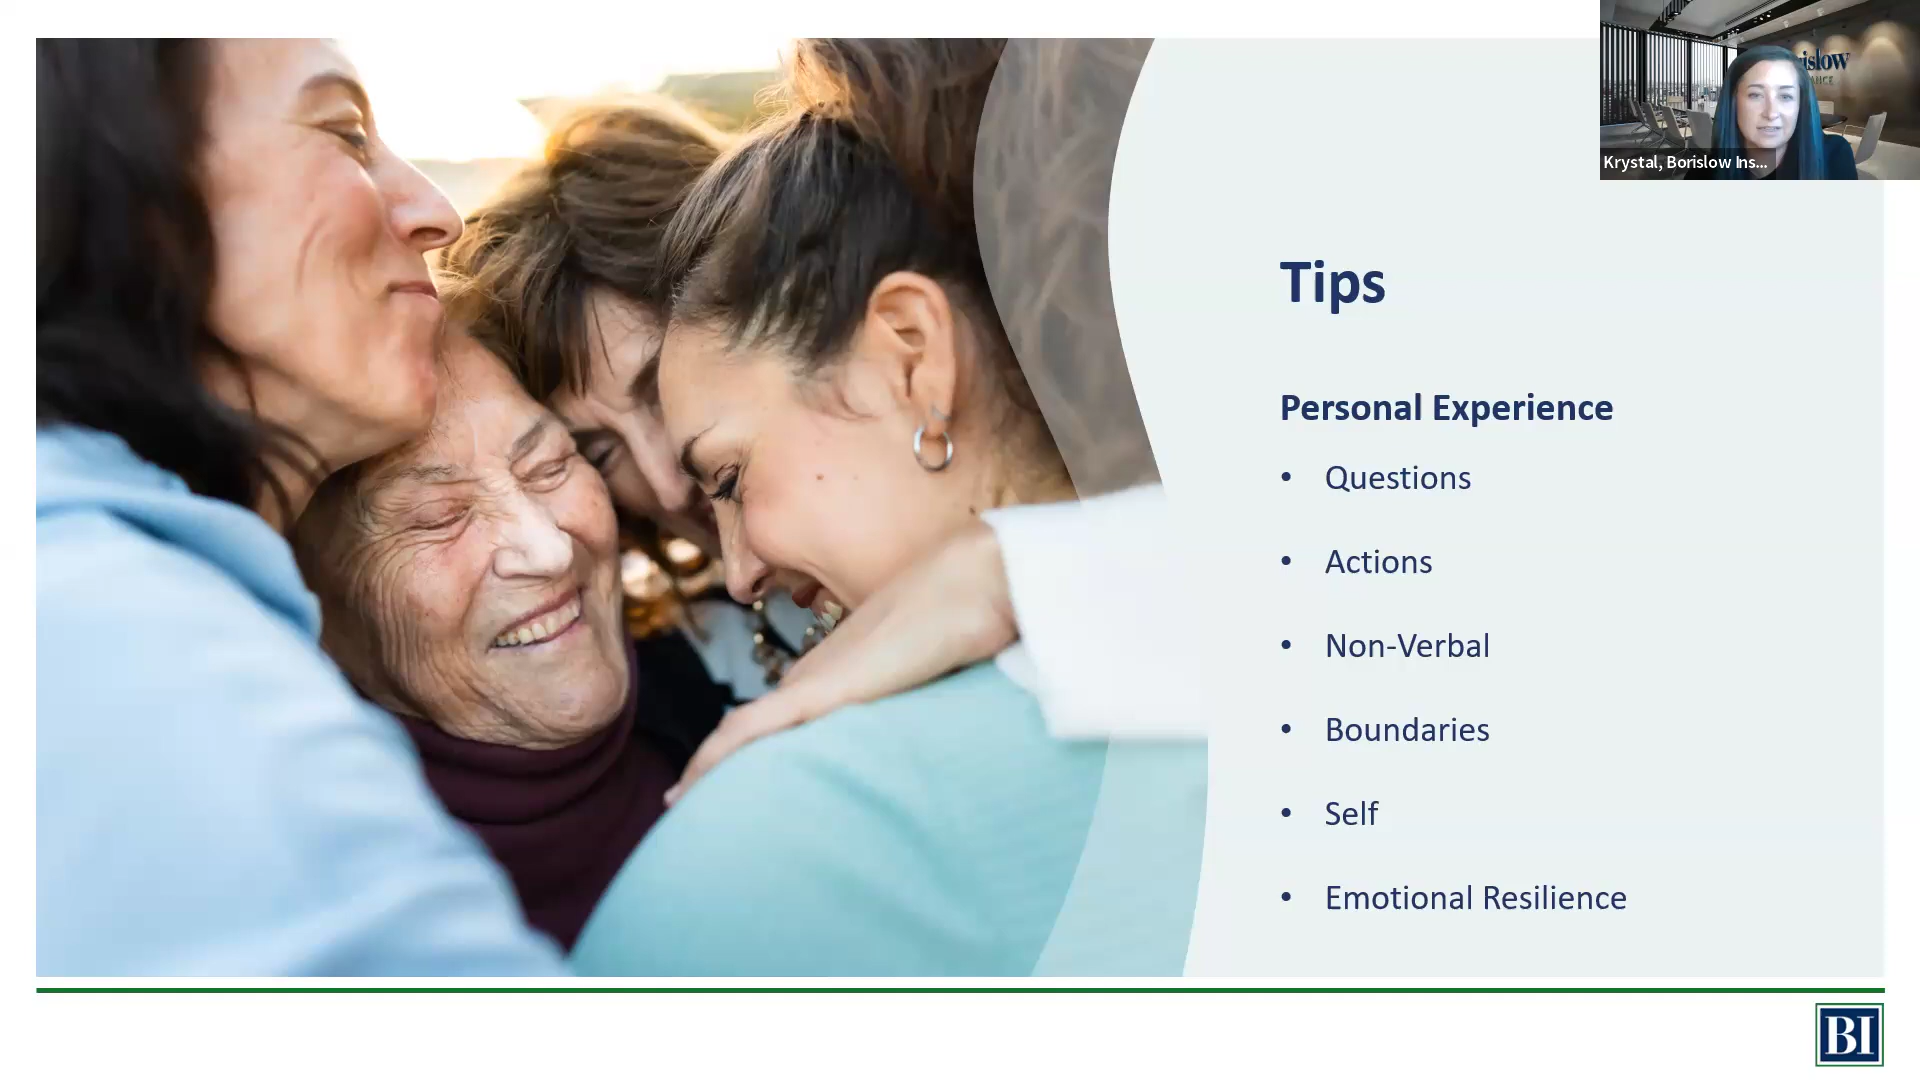 Krystal, Borislow Ins...
Tips
Personal Experience
• Questions
• Actions
• Non-Verbal
• Boundaries
• Self
• Emotional Resilience
BI